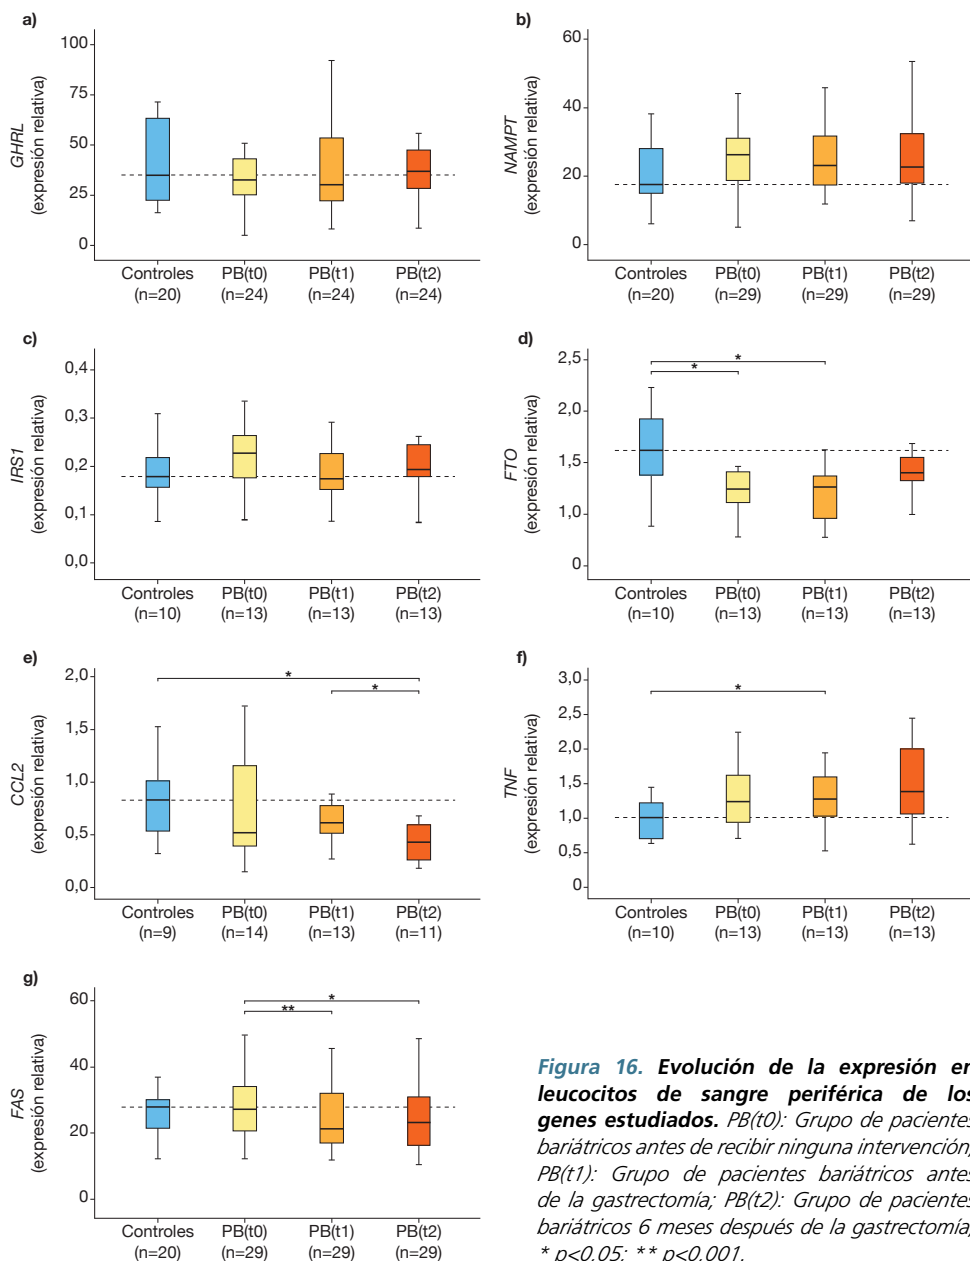 a)
100
75
50
25
0
GHRL
(expresión relativa)
Controles
(n=20)
PB(t0)
(n=24)
PB(t1)
(n=24)
PB(t2)
(n=24)
b)
60
40
20
0
NAMPT
(expresión relativa)
Controles
(n=20)
PB(t0)
(n=29)
PB(t1)
(n=29)
PB(t2)
(n=29)
c)
0,4
0,3
0,2
0,1
0,0
IRS1
(expresión relativa)
Controles
(n=10)
PB(t0)
(n=13)
PB(t1)
(n=13)
PB(t2)
(n=13)
d)
2,5
2,0
1,5
1,0
0
FTO
(expresión relativa)
*
*
Controles
(n=10)
PB(t0)
(n=13)
PB(t1)
(n=13)
PB(t2)
(n=13)
e)
2,0
1,5
1,0
0,5
0,0
CCL2
(expresión relativa)
*
*
Controles
(n=9)
PB(t0)
(n=14)
PB(t1)
(n=13)
PB(t2)
(n=11)
f)
3,0
2,5
2,0
1,5
1,0
0,5
0
TNF
(expresión relativa)
*
Controles
(n=10)
PB(t0)
(n=13)
PB(t1)
(n=13)
PB(t2)
(n=13)
g)
60
40
20
0
FAS
(expresión relativa)
*
**
Controles
(n=20)
PB(t0)
(n=29)
PB(t1)
(n=29)
PB(t2)
(n=29)
Figura 16. Evolución de la expresión en
leucocitos de sangre periférica de los
genes estudiados. PB(t0): Grupo de pacientes
bariátricos antes de recibir ninguna intervención;
PB(t1): Grupo de pacientes bariátricos antes
de la gastrectomía; PB(t2): Grupo de pacientes
bariátricos 6 meses después de la gastrectomía;
* p<0,05; ** p<0,001.